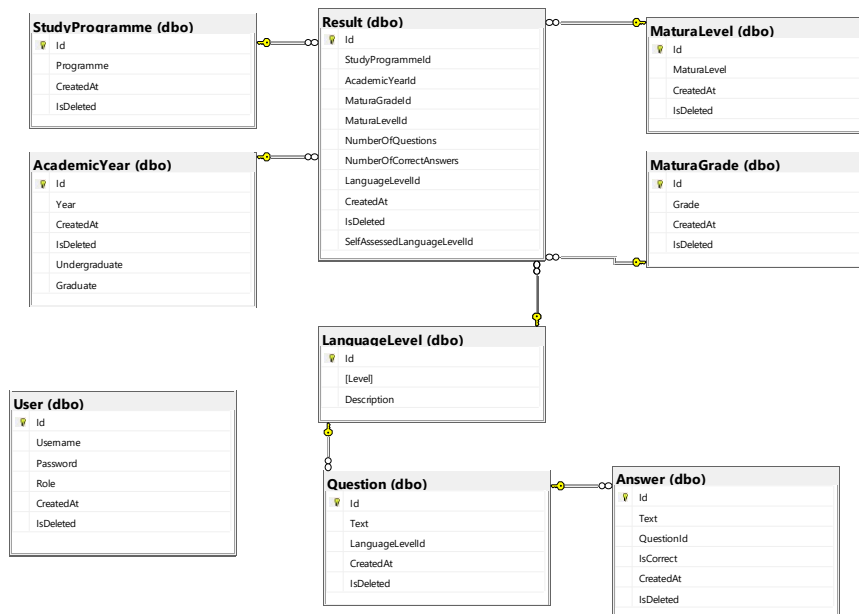 StudyProgramme (dbo)
Id
Programme
CreatedAt
IsDeleted
Result (dbo)
Id
StudyProgrammeId
AcademicYearId
MaturaGradeId
MaturaLevelId
NumberOfQuestions
NumberOfCorrectAnswers
LanguageLevelId
CreatedAt
IsDeleted
SelfAssessedLanguageLevelId
MaturaLevel (dbo)
Id
MaturaLevel
CreatedAt
IsDeleted
AcademicYear (dbo)
Id
Year
CreatedAt
IsDeleted
Undergraduate
Graduate
MaturaGrade (dbo)
Id
Grade
CreatedAt
IsDeleted
LanguageLevel (dbo)
Id
[Level]
Description
User (dbo)
Id
Username
Password
Role
CreatedAt
IsDeleted
Question (dbo)
Id
Text
LanguageLevelId
CreatedAt
IsDeleted
Answer (dbo)
Id
Text
QuestionId
IsCorrect
CreatedAt
IsDeleted